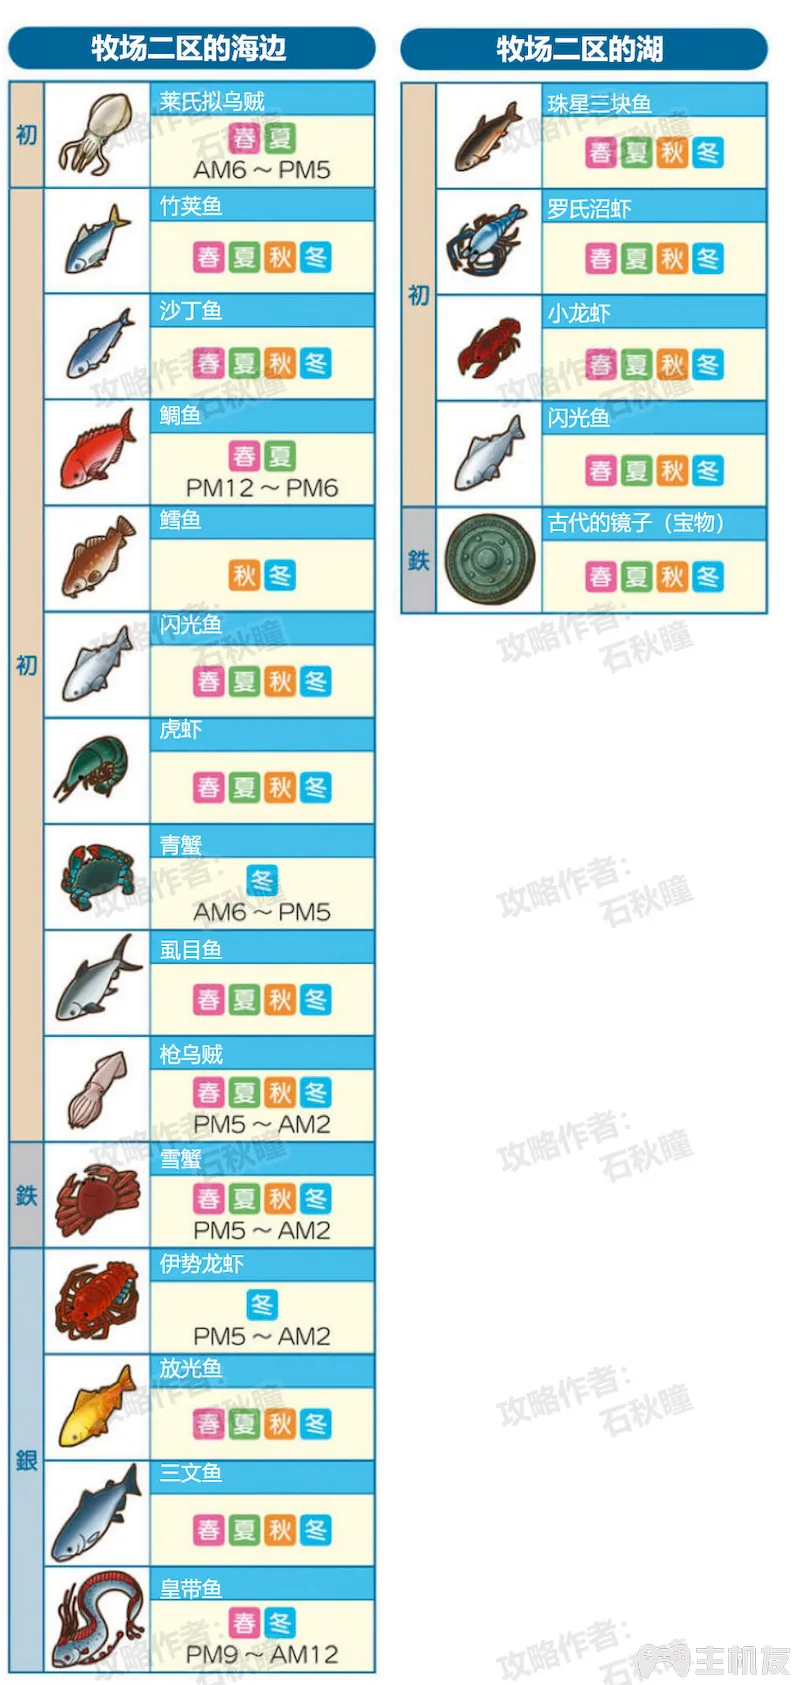 牧场二区的海边
初
莱氏拟乌贼
春 夏
AM6～PM5
初
竹荚鱼
春 夏 秋 冬
沙丁鱼
春 夏 秋 冬
鲷鱼
春 夏
PM12～PM6
鳕鱼
秋 冬
闪光鱼
春 夏 秋 冬
虎虾
春 夏 秋 冬
青蟹
冬
AM6～PM5
虱目鱼
春 夏 秋 冬
枪乌贼
春 夏 秋 冬
PM5～AM2
鉄
雪蟹
春 夏 秋 冬
PM5～AM2
銀
伊势龙虾
冬
PM5～AM2
放光鱼
春 夏 秋 冬
三文鱼
春 夏 秋 冬
皇带鱼
春 冬
PM9～AM12
牧场二区的湖
初
珠星三块鱼
春 夏 秋 冬
罗氏沼虾
春 夏 秋 冬
小龙虾
春 夏 秋 冬
闪光鱼
春 夏 秋 冬
鉄
古代的镜子（宝物）
春 夏 秋 冬
攻略作者：
石秋瞳
主机友